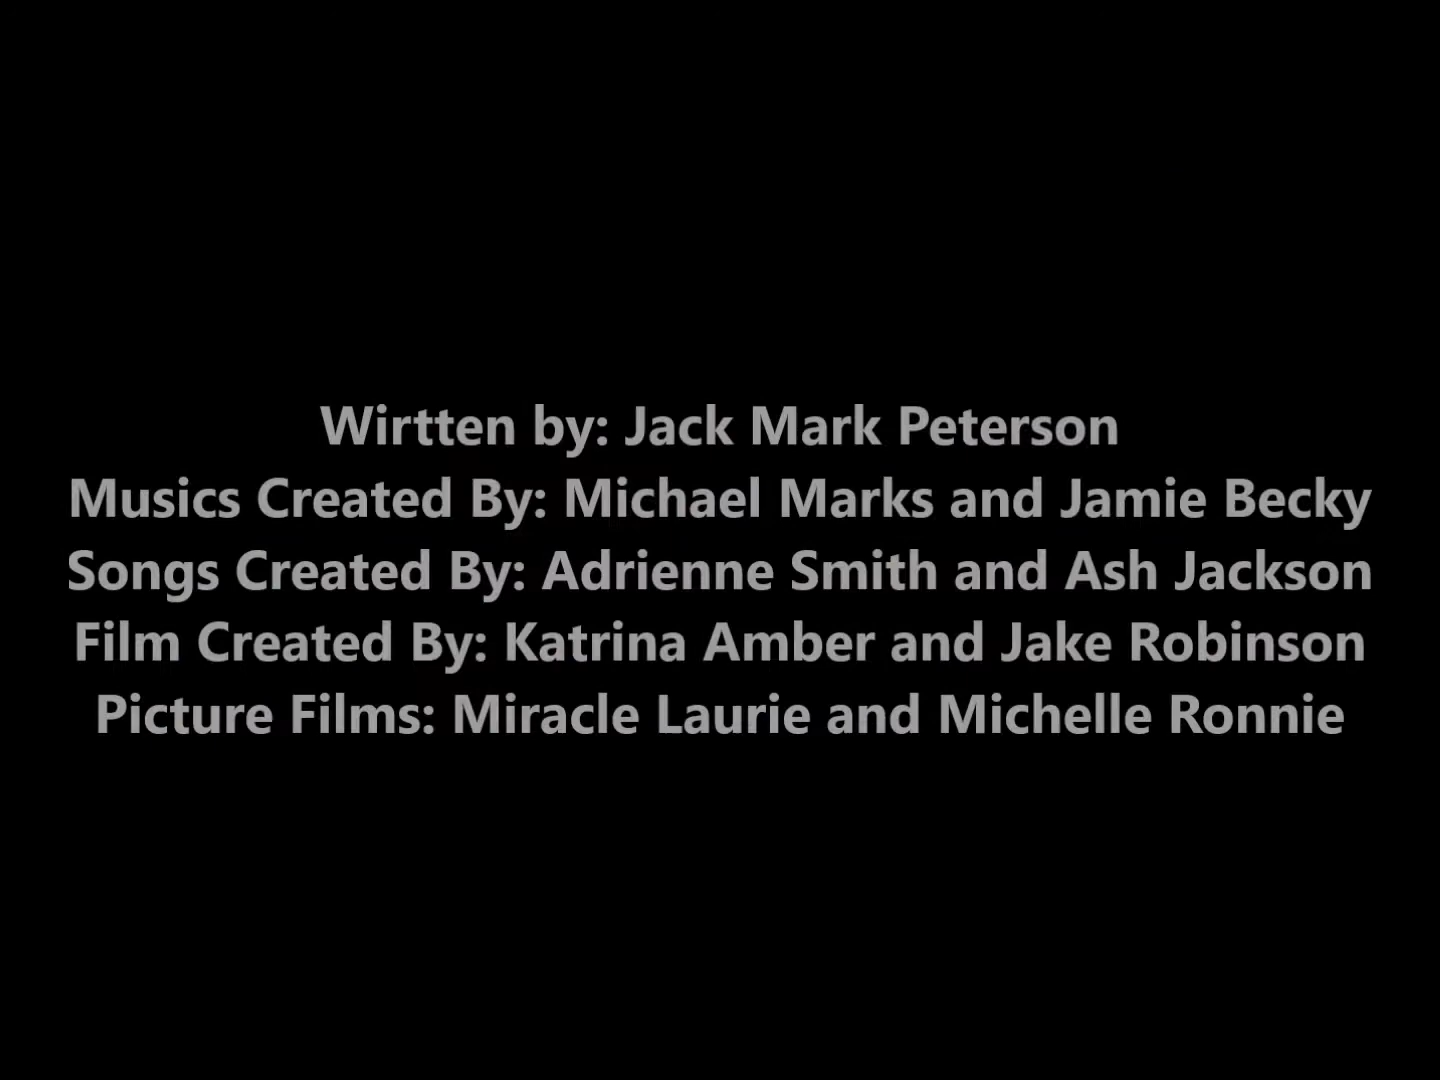 Wirtten by: Jack Mark Peterson
Musics Created By: Michael Marks and Jamie Becky
Songs Created By: Adrienne Smith and Ash Jackson
Film Created By: Katrina Amber and Jake Robinson
Picture Films: Miracle Laurie and Michelle Ronnie